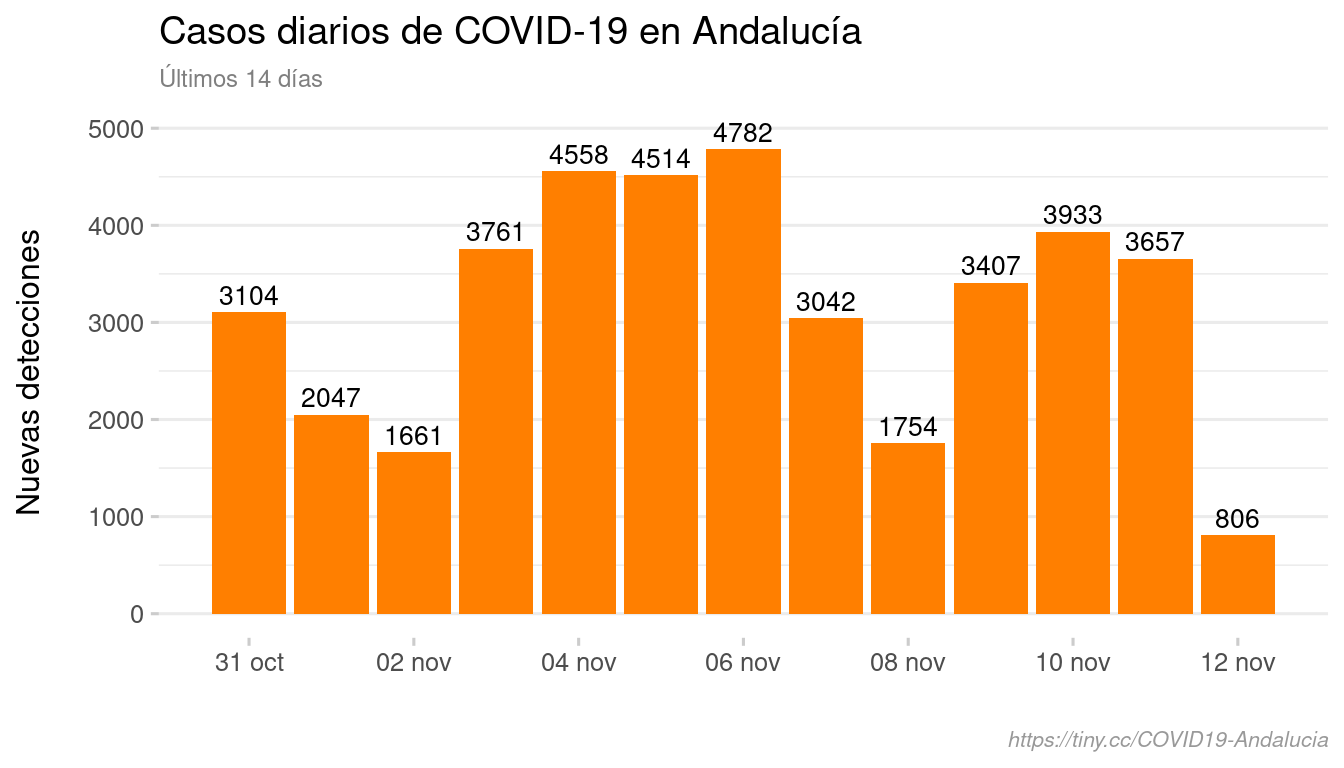 Casos diarios de COVID-19 en Andalucía
Últimos 14 días
Nuevas detecciones
5000
4000
3000
2000
1000
0
3104
2047
1661
3761
4558
4514
4782
3042
1754
3407
3933
3657
806
31 oct
02 nov
04 nov
06 nov
08 nov
10 nov
12 nov
https://tiny.cc/COVID19-Andalucia